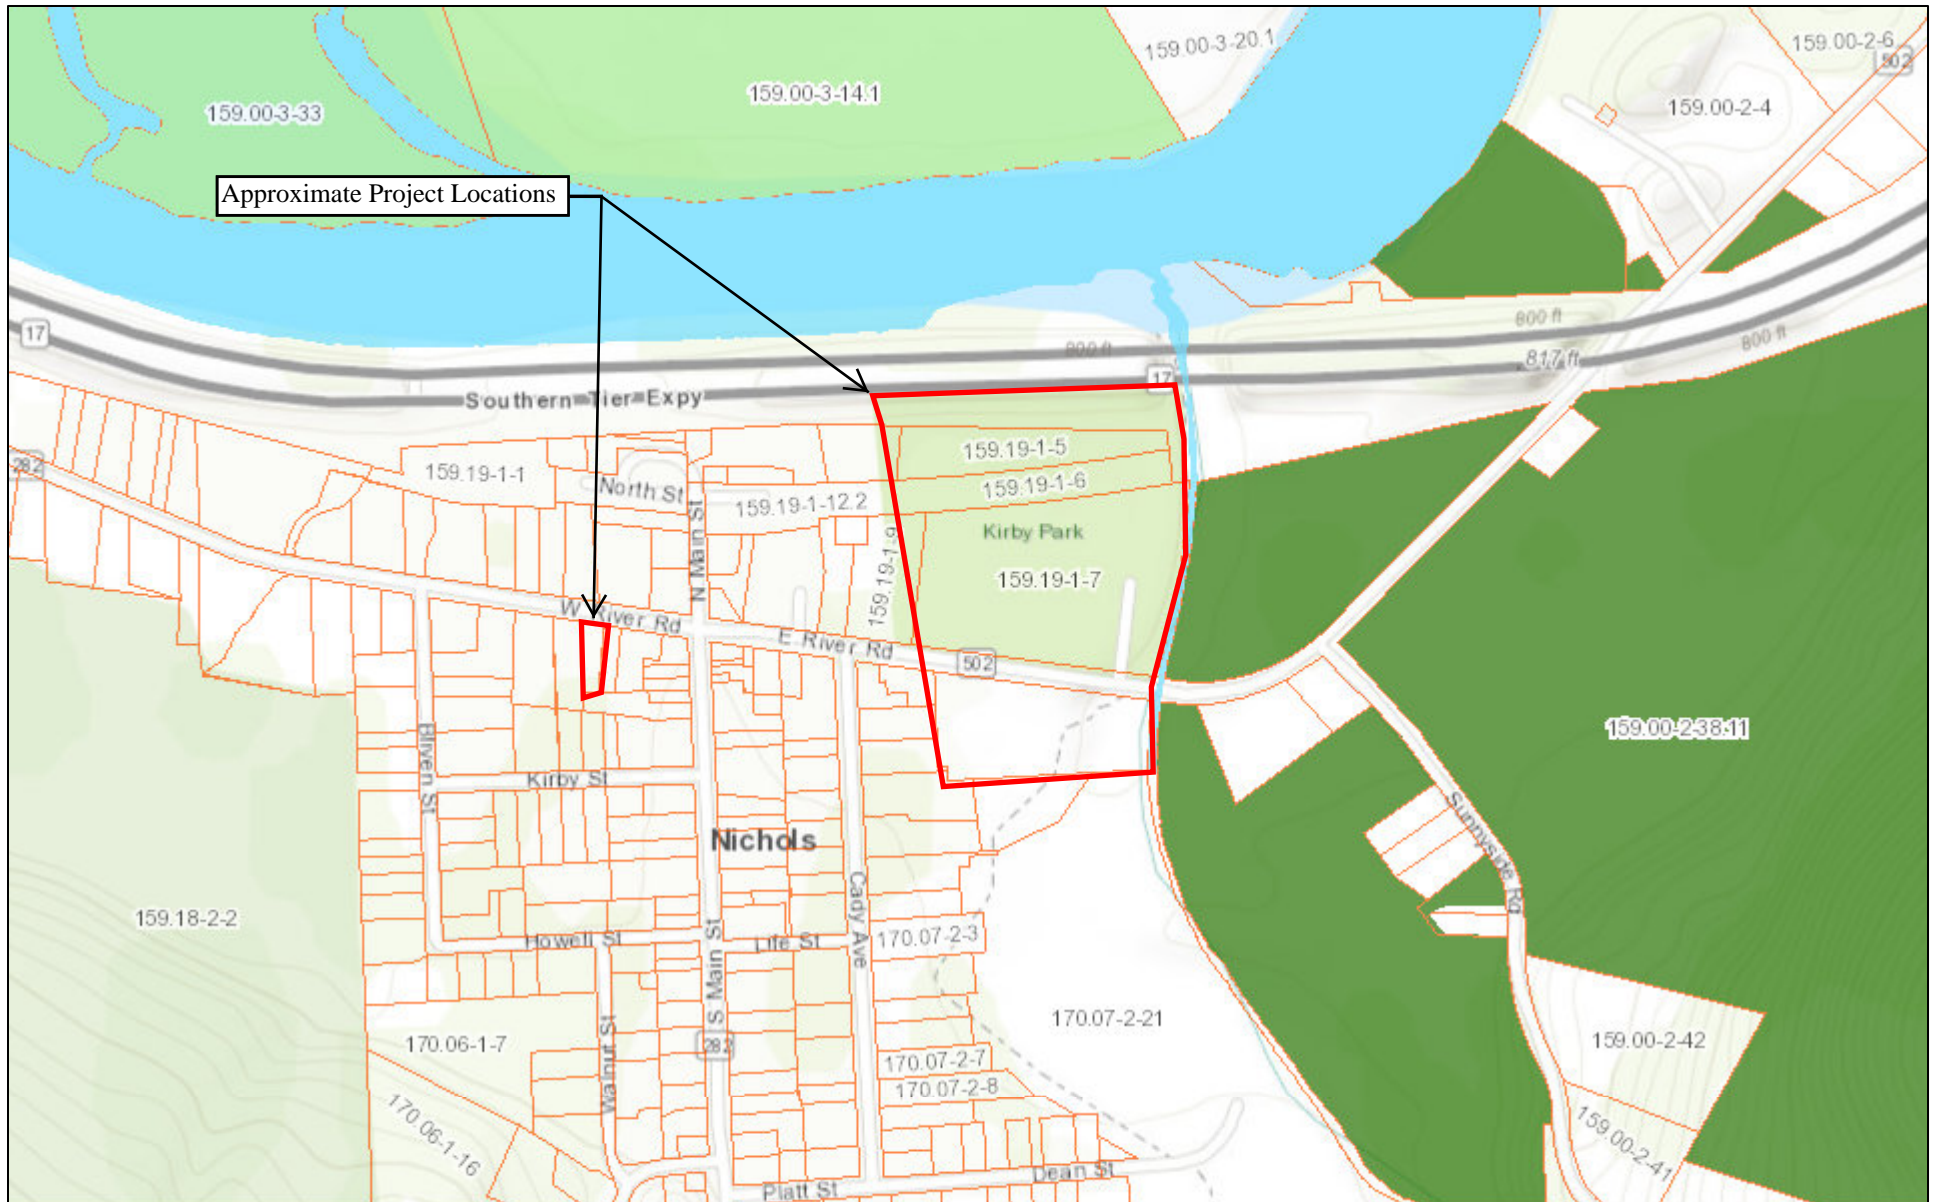 159.00-3-20.1
159.00-2-6
502
159.00-3-33
159.00-3-14.1
159.00-2-4
Approximate Project Locations
800 ft
17
800 ft
817 ft
800 ft
17
Southern Tier Expy
282
159.19-1-1
North St
159.19-1-12.2
N Main St
159.19-1-5
159.19-1-6
Kirby Park
159.19-1-9
159.19-1-7
W River Rd
E River Rd
502
Bliven St
Kirby St
159.00-2-38.11
Sunnyside Rd
Nichols
Cady Ave
159.18-2-2
Howell St
Life St
170.07-2-3
S Main St
282
170.07-2-21
170.06-1-7
Walnut St
170.07-2-7
170.07-2-8
159.00-2-42
170.06-1-16
159.00-2-41
Dean St
Platt St